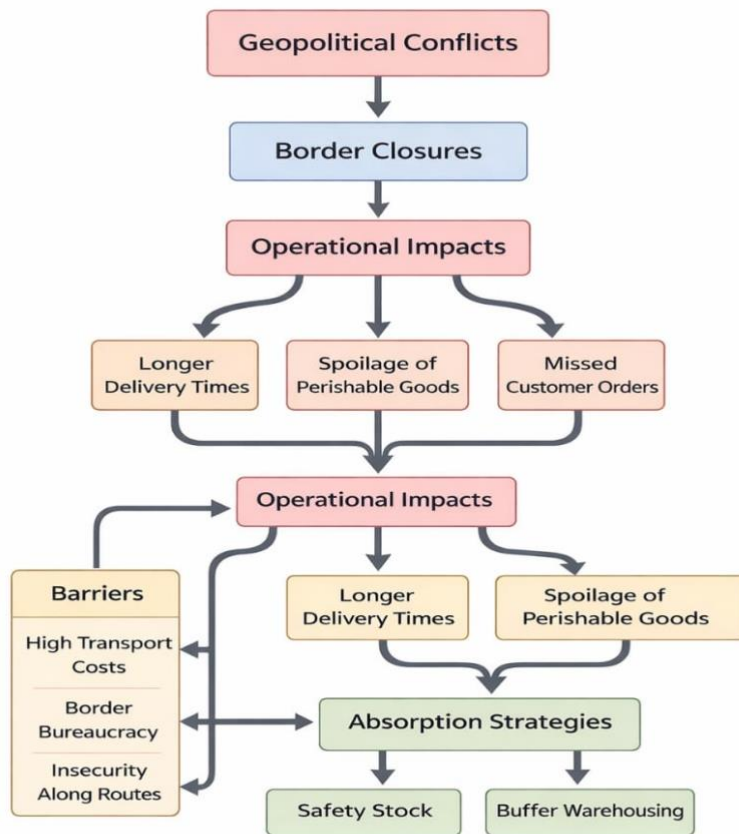 Geopolitical Conflicts
Border Closures
Operational Impacts
Longer
Delivery Times
Spoilage of
Perishable Goods
Missed
Customer Orders
Operational Impacts
Barriers
High Transport
Costs
Border
Bureaucracy
Insecurity
Along Routes
Longer
Delivery Times
Spoilage of
Perishable Goods
Absorption Strategies
Safety Stock
Buffer Warehousing